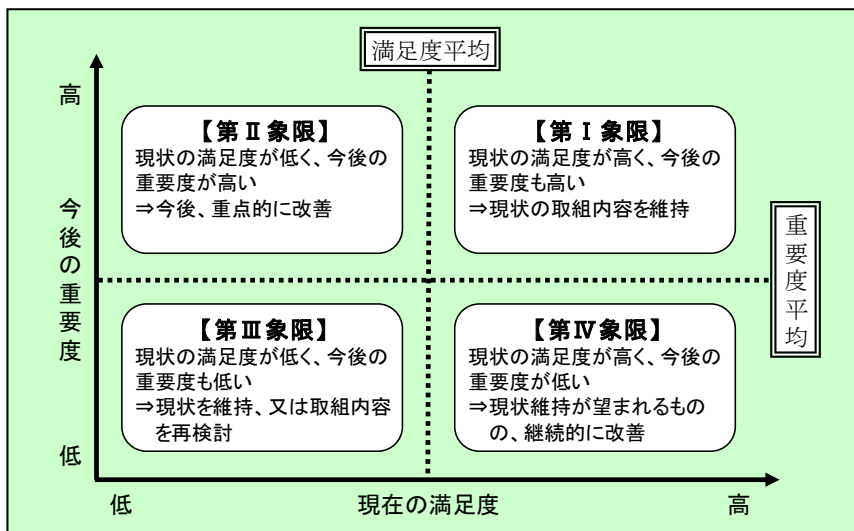 満足度平均
高
【第Ⅱ象限】
現状の満足度が低く、今後の
重要度が高い
⇒今後、重点的に改善
【第Ⅰ象限】
現状の満足度が高く、今後の
重要度も高い
⇒現状の取組内容を維持
今後の重要度
重要度平均
【第Ⅲ象限】
現状の満足度が低く、今後の
重要度も低い
⇒現状を維持、又は取組内容
を再検討
【第Ⅳ象限】
現状の満足度が高く、今後の
重要度が低い
⇒現状維持が望まれるもの
の、継続的に改善
低
低
現在の満足度
高